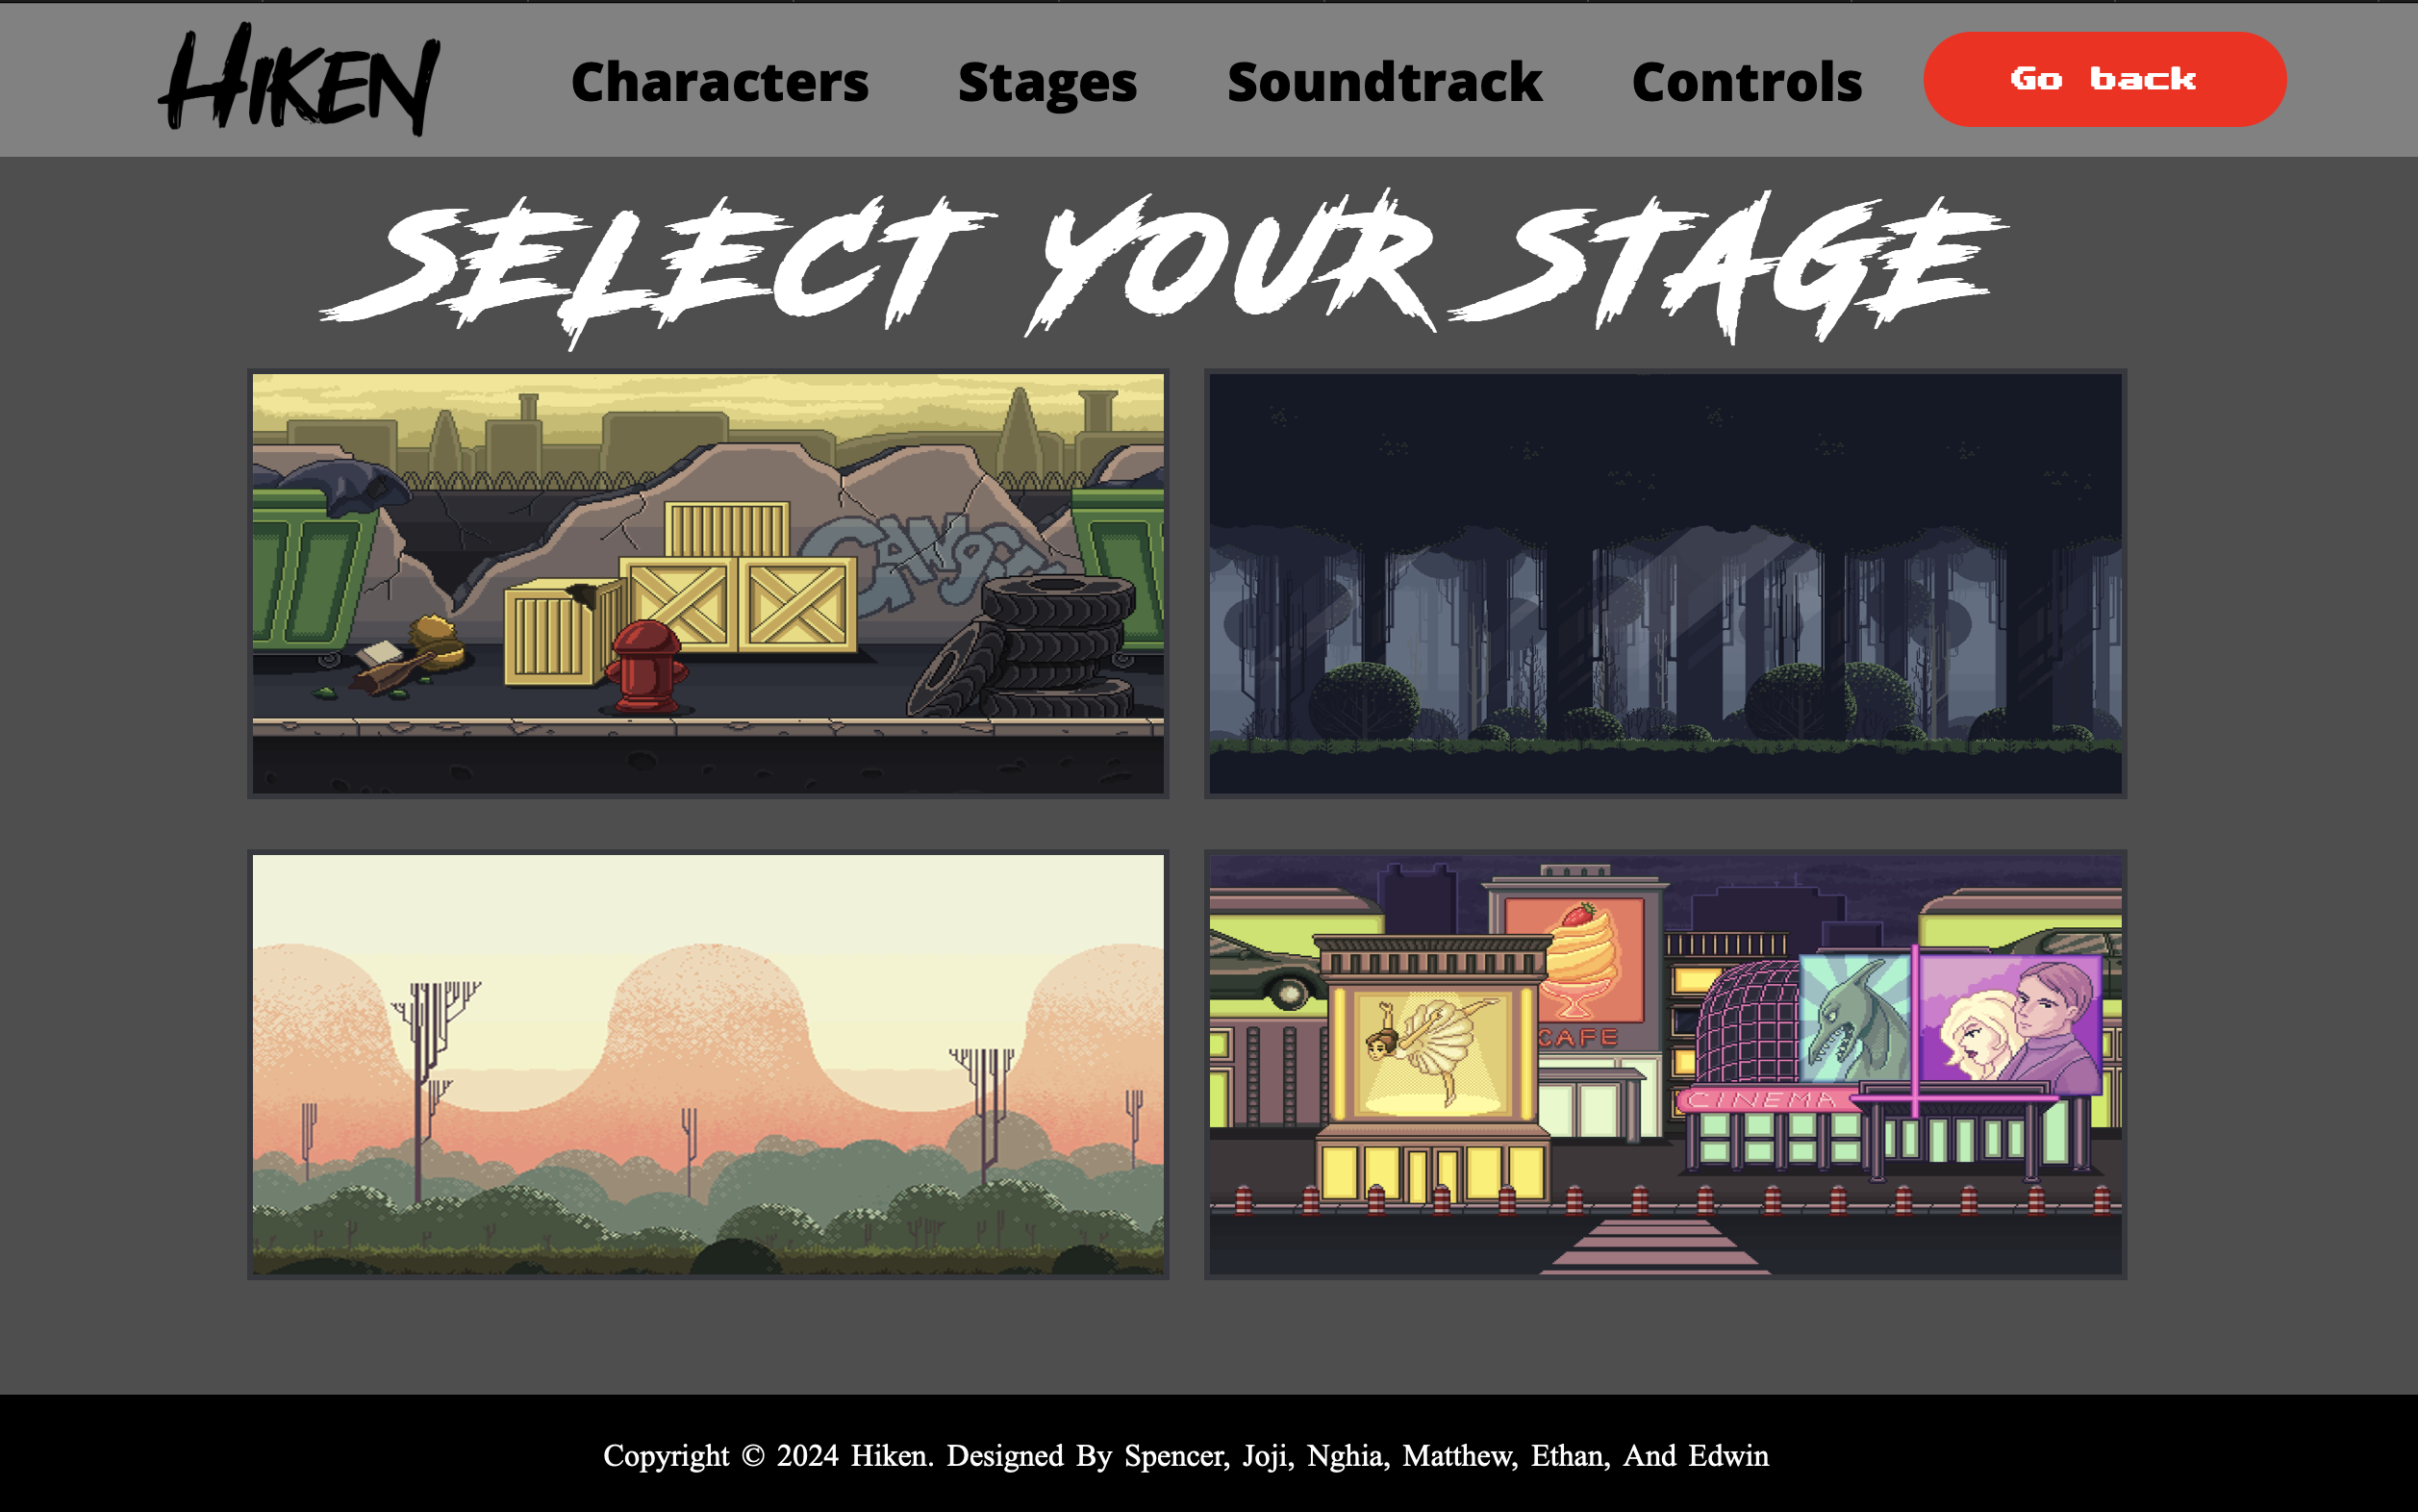 HIKEN
Characters Stages Soundtrack Controls Go back
SELECT YOUR STAGE
CAFE
CINEMA
Copyright © 2024 Hiken. Designed By Spencer, Joji, Nghia, Matthew, Ethan, And Edwin